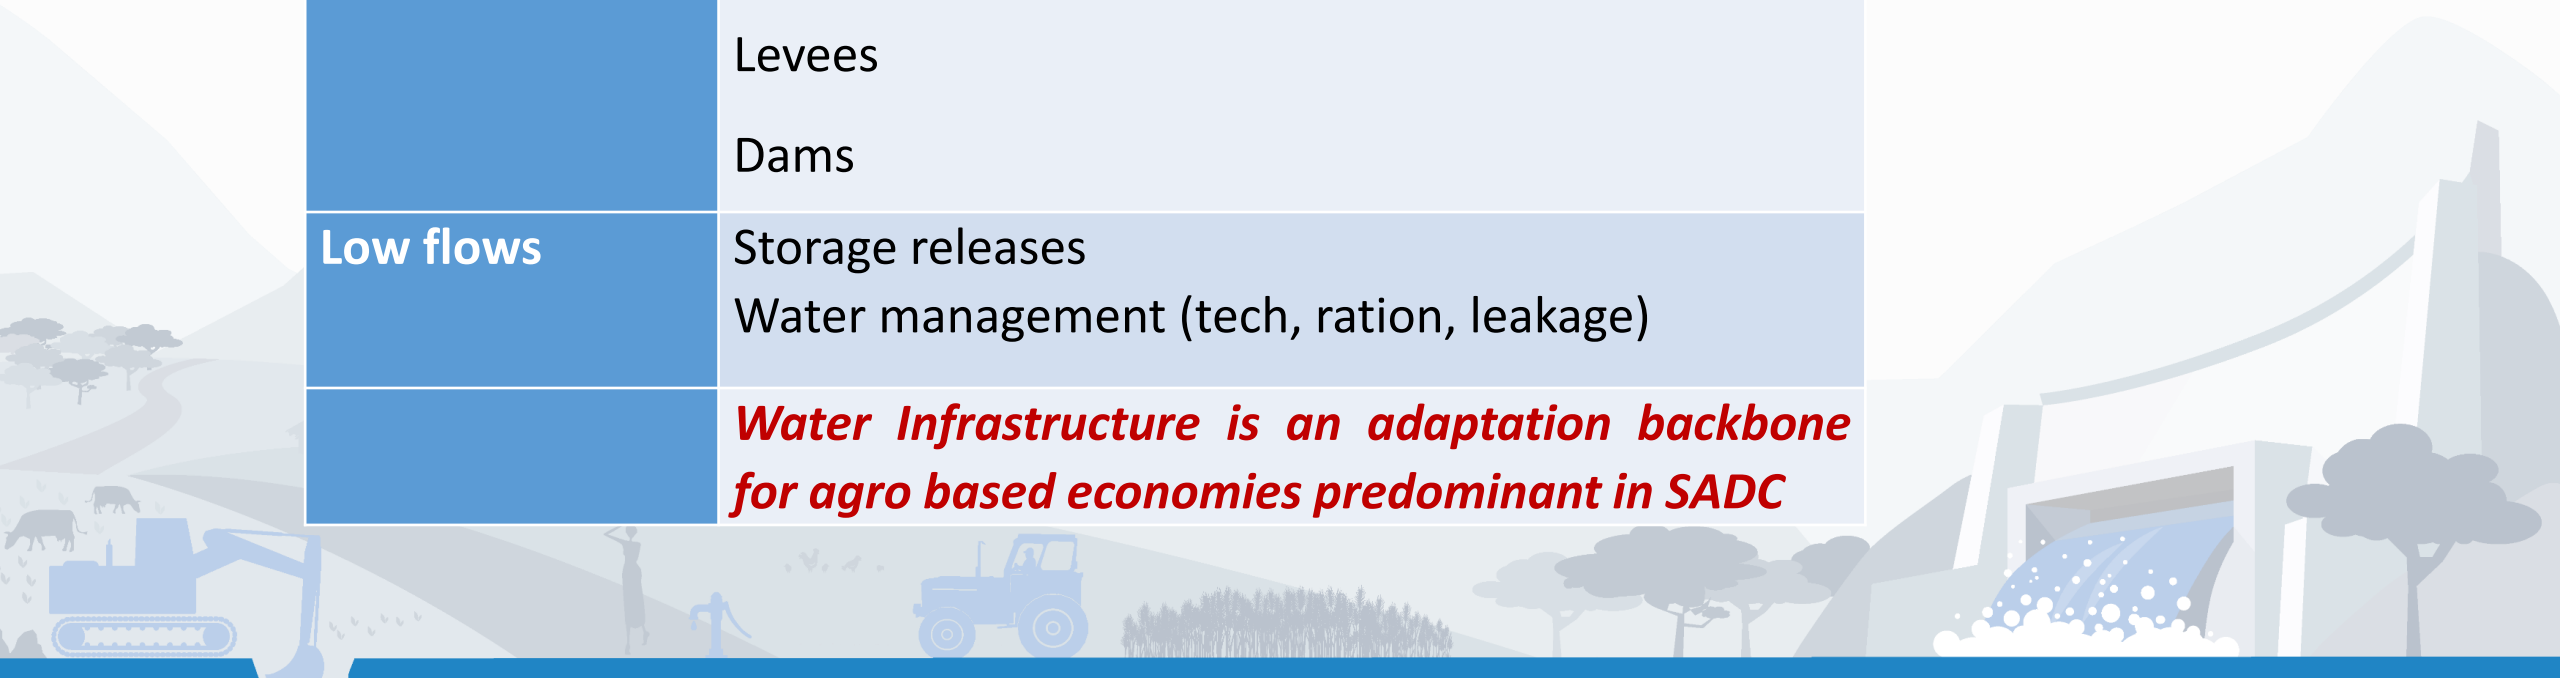 Levees
Dams
Low flows
Storage releases
Water management (tech, ration, leakage)
Water Infrastructure is an adaptation backbone
for agro based economies predominant in SADC